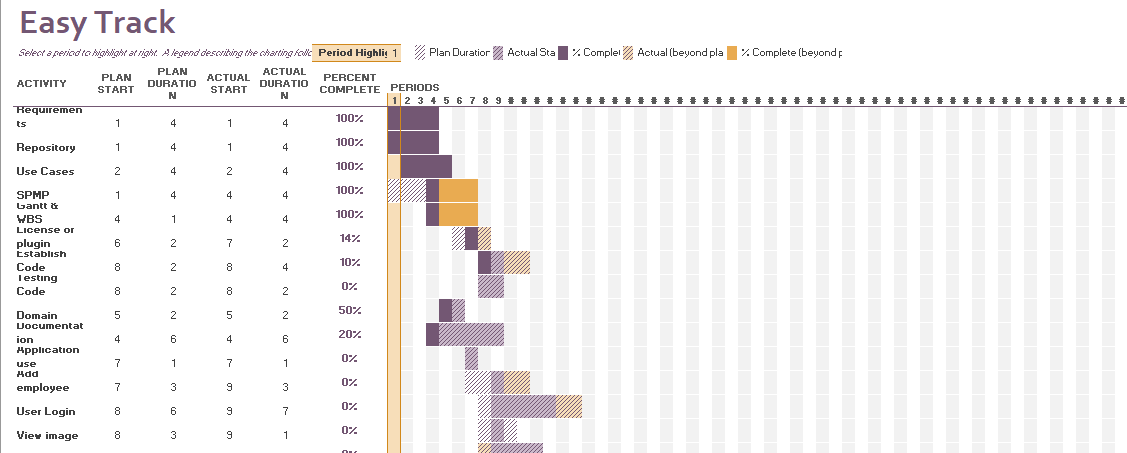 Easy Track
Select a period to highlight at right. A legend describing the charting foll
Period Highlig 1
Plan Duration
Actual Sta
% Complet
Actual (beyond pla
% Complete (beyond p
ACTIVITY
PLAN
START
PLAN
DURATIO
N
ACTUAL
START
ACTUAL
DURATIO
N
PERCENT
COMPLETE
PERIODS
1 2 3 4 5 6 7 8 9 # # # # # # # # # # # # # # # # # # # # # # # # # # # # # # # # # # # # # # # # # # # # # # #
Requiremen
ts 1 4 1 4 100%
Repository 1 4 1 4 100%
Use Cases 2 4 2 4 100%
SPMP 1 4 4 4 100%
Gantt &
WBS 4 1 4 4 100%
License or
plugin 6 2 7 2 14%
Establish
Code 8 2 8 4 10%
Testing
Code 8 2 8 2 0%
Domain 5 2 5 2 50%
Documentat
ion 4 6 4 6 20%
Application
use 7 1 7 1 0%
Add
employee 7 3 9 3 0%
User Login 8 6 9 7 0%
View image 8 3 9 1 0%
0%